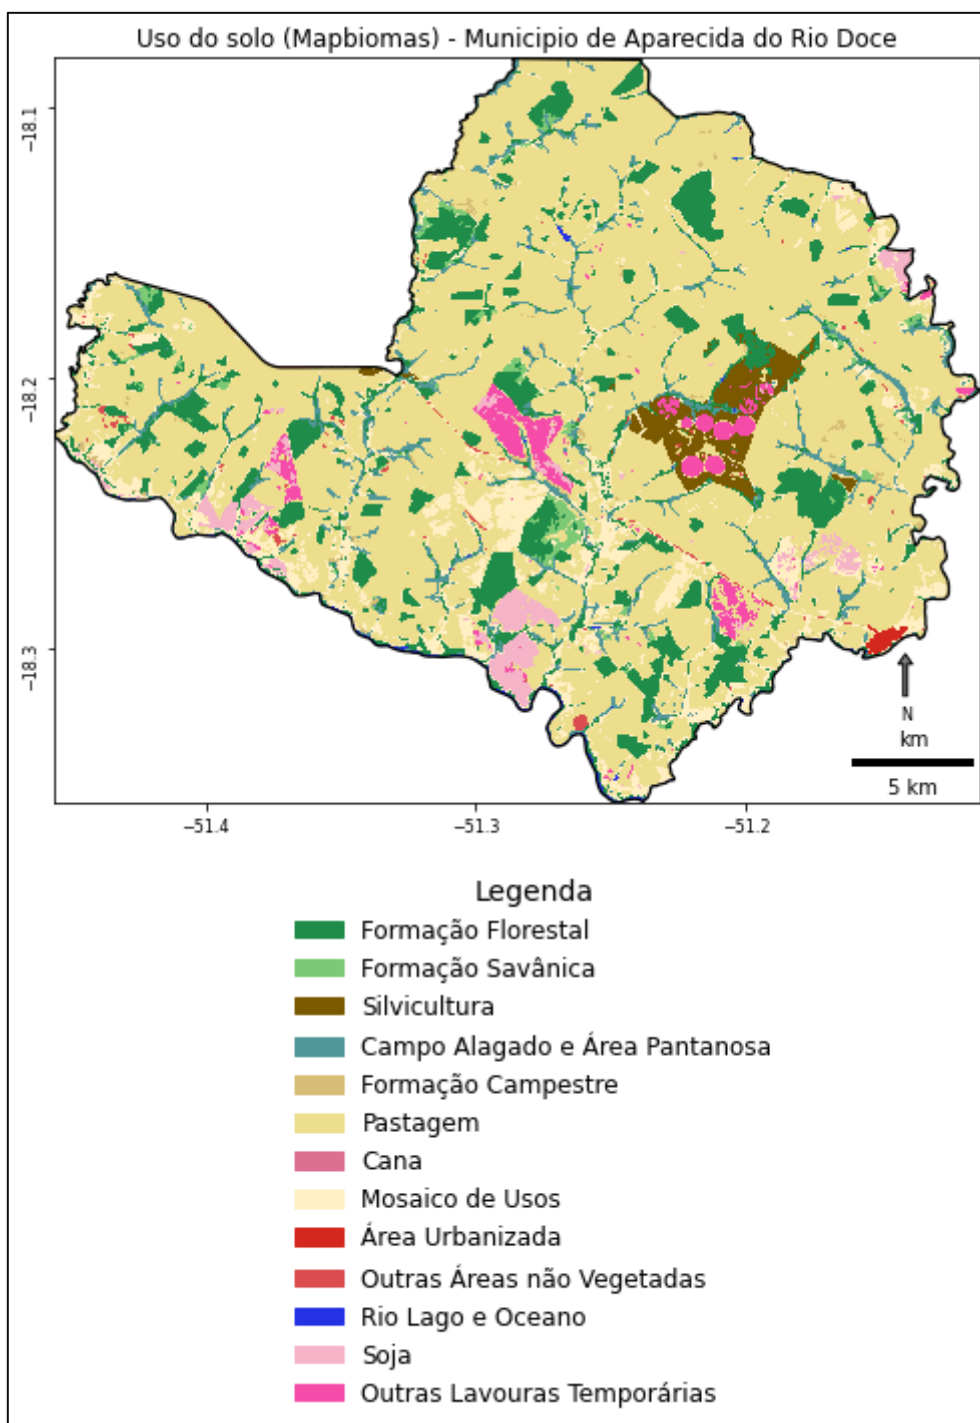 Uso do solo (Mapbiomas) - Municipio de Aparecida do Rio Doce
−18.1
−18.2
−18.3
N
km
5 km
−51.4
−51.3
−51.2
Legenda
Formação Florestal
Formação Savânica
Silvicultura
Campo Alagado e Área Pantanosa
Formação Campestre
Pastagem
Cana
Mosaico de Usos
Área Urbanizada
Outras Áreas não Vegetadas
Rio Lago e Oceano
Soja
Outras Lavouras Temporárias